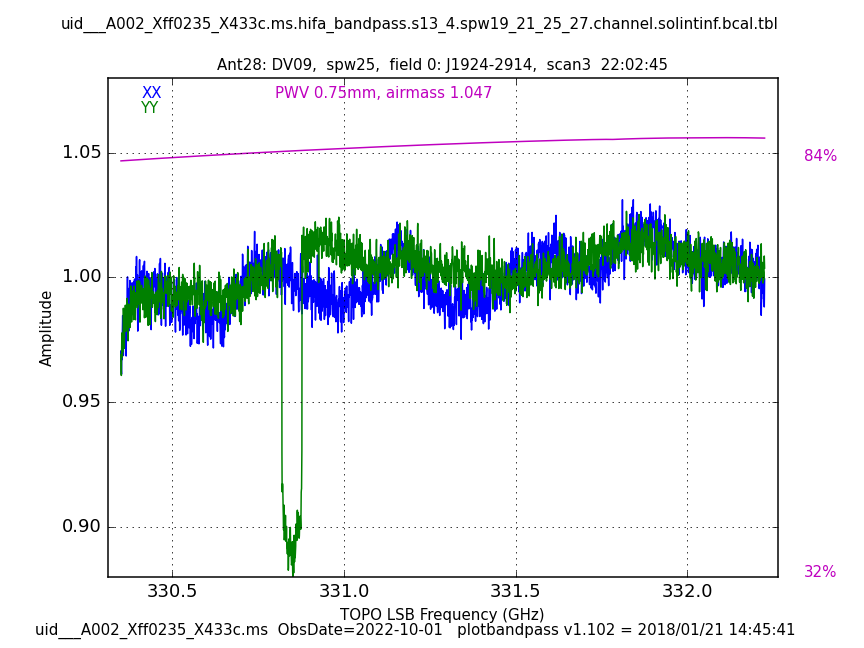 uid___A002_Xff0235_X433c.ms.hifa_bandpass.s13_4.spw19_21_25_27.channel.solintinf.bcal.tbl
Ant28: DV09, spw25, field 0: J1924-2914, scan3 22:02:45
XX
YY
PWV 0.75mm, airmass 1.047
1.05
1.00
0.95
0.90
Amplitude
84%
32%
330.5 331.0 331.5 332.0
TOPO LSB Frequency (GHz)
uid___A002_Xff0235_X433c.ms ObsDate=2022-10-01 plotbandpass v1.102 = 2018/01/21 14:45:41